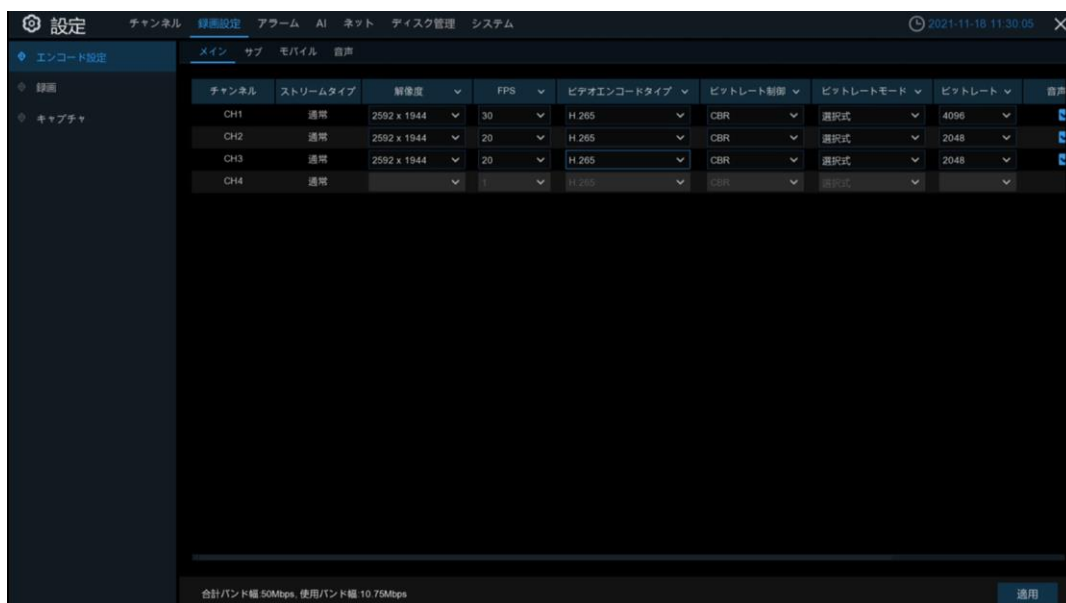 設定 チャンネル 録画設定 アラーム AI ネット ディスク管理 システム 2021-11-18 11:30:05
エンコード設定 メイン サブ モバイル 音声
録画 チャンネル ストリームタイプ 解像度 FPS ビデオエンコードタイプ ビットレート制御 ビットレートモード ビットレート 音声
キャプチャ CH1 通常 2592 x 1944 30 H.265 CBR 選択式 4096
CH2 通常 2592 x 1944 20 H.265 CBR 選択式 2048
CH3 通常 2592 x 1944 20 H.265 CBR 選択式 2048
CH4 通常 1 H.265 CBR 選択式
合計バンド幅:50Mbps, 使用バンド幅:10.75Mbps 適用